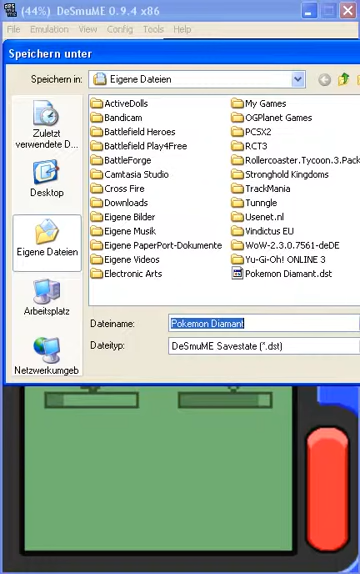 (44%) DeSmuME 0.9.4 x86
File Emulation View Config Tools Help
Speichern unter
Speichern in: Eigene Dateien
Zuletzt verwendete D...
Desktop
Eigene Dateien
Arbeitsplatz
Netzwerkumgeb
ActiveDolls
Bandicam
Battlefield Heroes
Battlefield Play4Free
BattleForge
Camtasia Studio
Cross Fire
Downloads
Eigene Bilder
Eigene Musik
Eigene PaperPort-Dokumente
Eigene Videos
Electronic Arts
My Games
OGPlanet Games
PCSX2
RCT3
Rollercoaster.Tycoon.3.Pack
Stronghold Kingdoms
TrackMania
Tunngle
Usenet.nl
Vindictus EU
WoW-2.3.0.7561-deDE
Yu-Gi-Oh! ONLINE 3
Pokemon Diamant.dst
Dateiname: Pokemon Diamant
Dateityp: DeSmuME Savestate (*.dst)